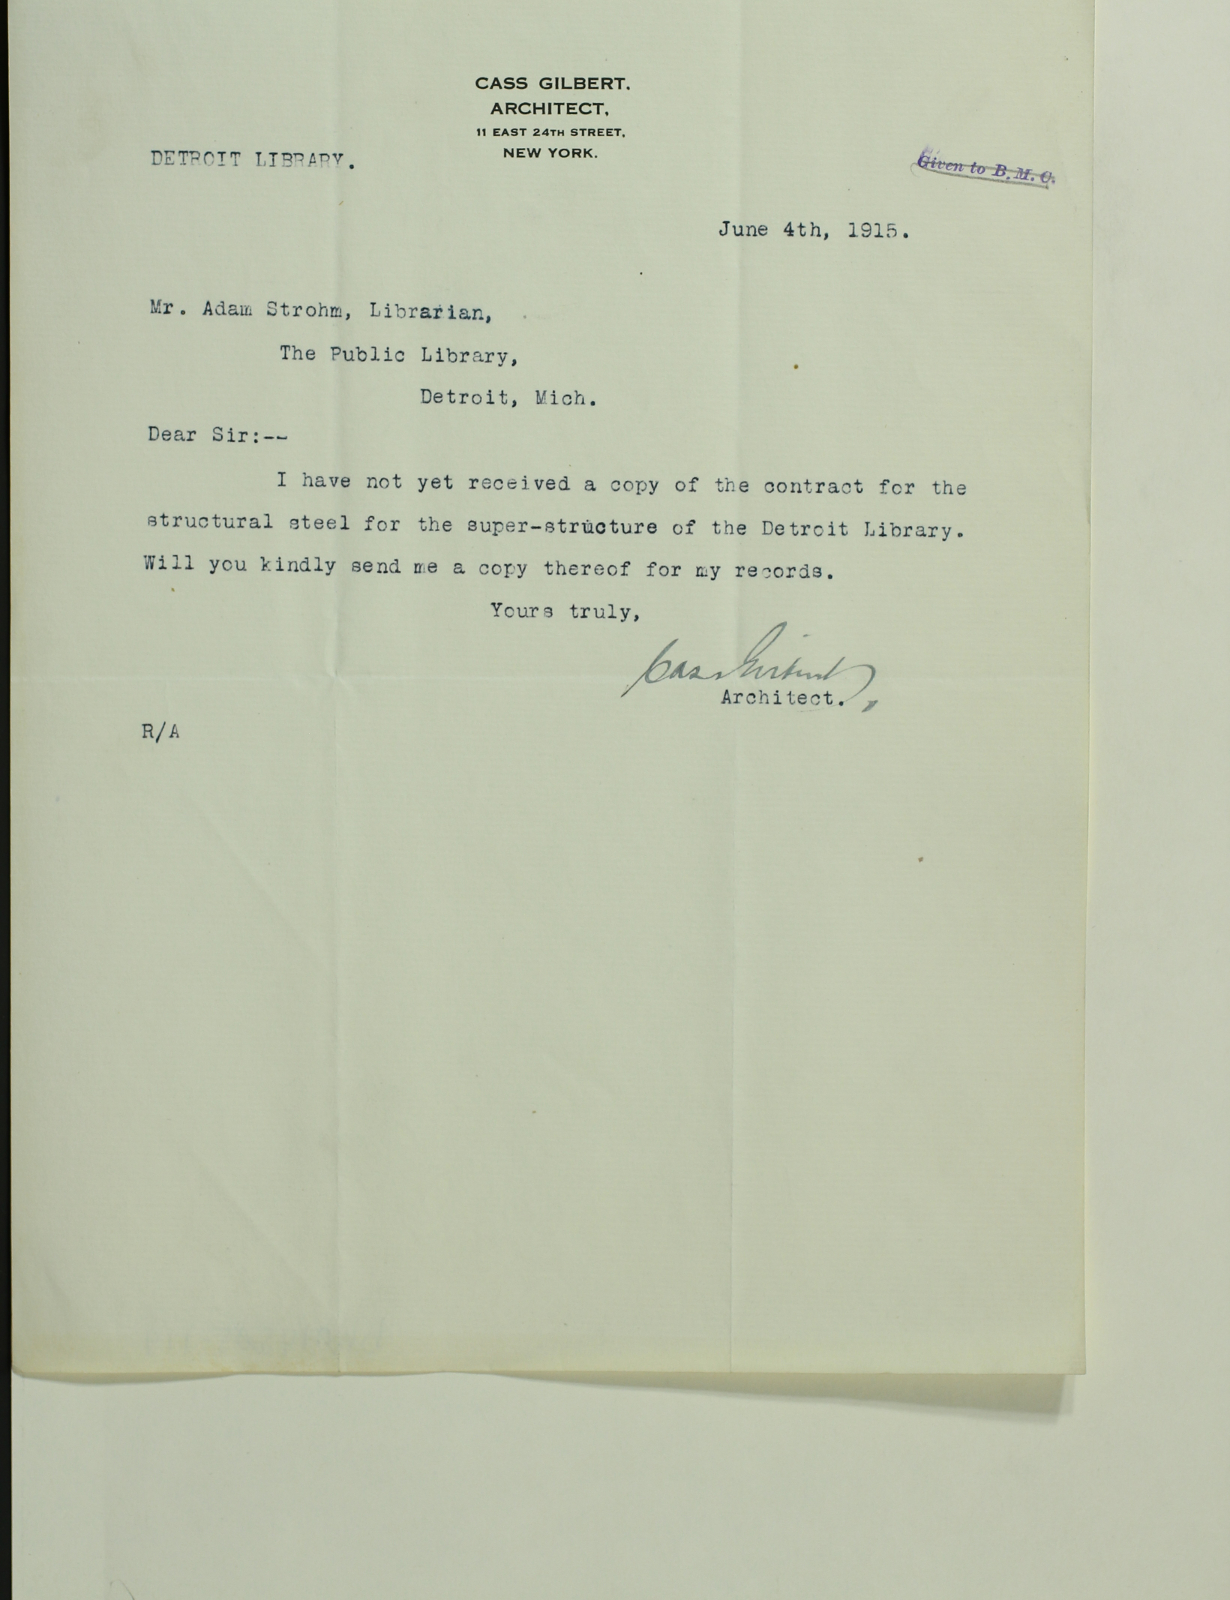 CASS GILBERT.
ARCHITECT,
11 EAST 24TH STREET,
NEW YORK.
DETROIT LIBRARY.
Given to B. M. C.
June 4th, 1915.
Mr. Adam Strohm, Librarian,
The Public Library,
Detroit, Mich.
Dear Sir:--
I have not yet received a copy of the contract for the
structural steel for the super-structure of the Detroit Library.
Will you kindly send me a copy thereof for my records.
Yours truly,
Cass Gilbert
Architect.
R/A